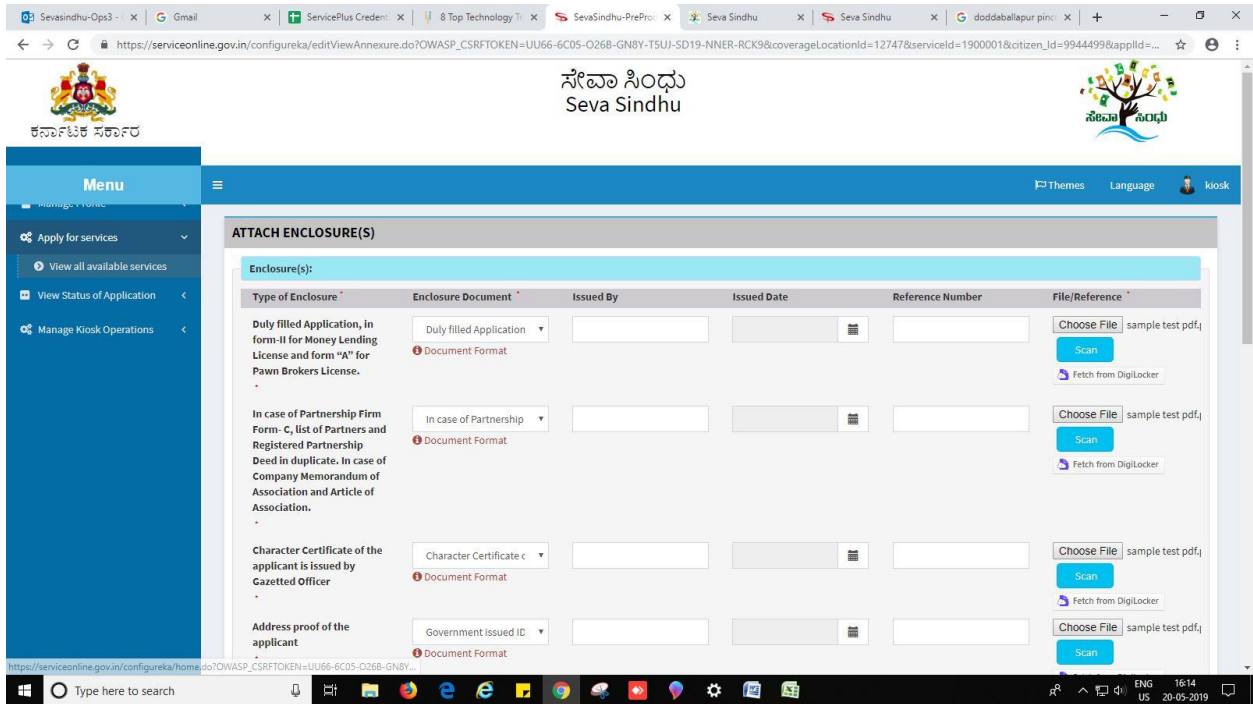 Sevasindhu-Ops3 -
Gmail
ServicePlus Credent
8 Top Technology Tr
SevaSindhu-PreProc
Seva Sindhu
Seva Sindhu
doddaballapur pinc
https://serviceonline.gov.in/configureka/editViewAnnexure.do?OWASP_CSRFTOKEN=UU66-6C05-O26B-GN8Y-T5UJ-SD19-NNER-RCK9&coverageLocationId=12747&serviceId=1900001&citizen_Id=9944499&applId=...
ಕರ್ನಾಟಕ ಸರ್ಕಾರ
ಸೇವಾ ಸಿಂಧು
Seva Sindhu
ಸೇವಾ ಸಿಂಧು
Menu
Themes Language kiosk
Manage Profile
Apply for services
View all available services
View Status of Application
Manage Kiosk Operations
ATTACH ENCLOSURE(S)
Enclosure(s):
Type of Enclosure * Enclosure Document * Issued By Issued Date Reference Number File/Reference *
Duly filled Application, in
form-II for Money Lending
License and form “A” for
Pawn Brokers License.
*
Duly filled Application
Document Format
Choose File sample test pdf.p
Scan
Fetch from DigiLocker
In case of Partnership Firm
Form- C, list of Partners and
Registered Partnership
Deed in duplicate. In case of
Company Memorandum of
Association and Article of
Association.
*
In case of Partnership
Document Format
Choose File sample test pdf.p
Scan
Fetch from DigiLocker
Character Certificate of the
applicant is issued by
Gazetted Officer
*
Character Certificate c
Document Format
Choose File sample test pdf.p
Scan
Fetch from DigiLocker
Address proof of the
applicant
*
Government issued ID
Document Format
Choose File sample test pdf.p
Scan
https://serviceonline.gov.in/configureka/home.do?OWASP_CSRFTOKEN=UU66-6C05-O26B-GN8Y...
Type here to search
ENG
US
16:14
20-05-2019